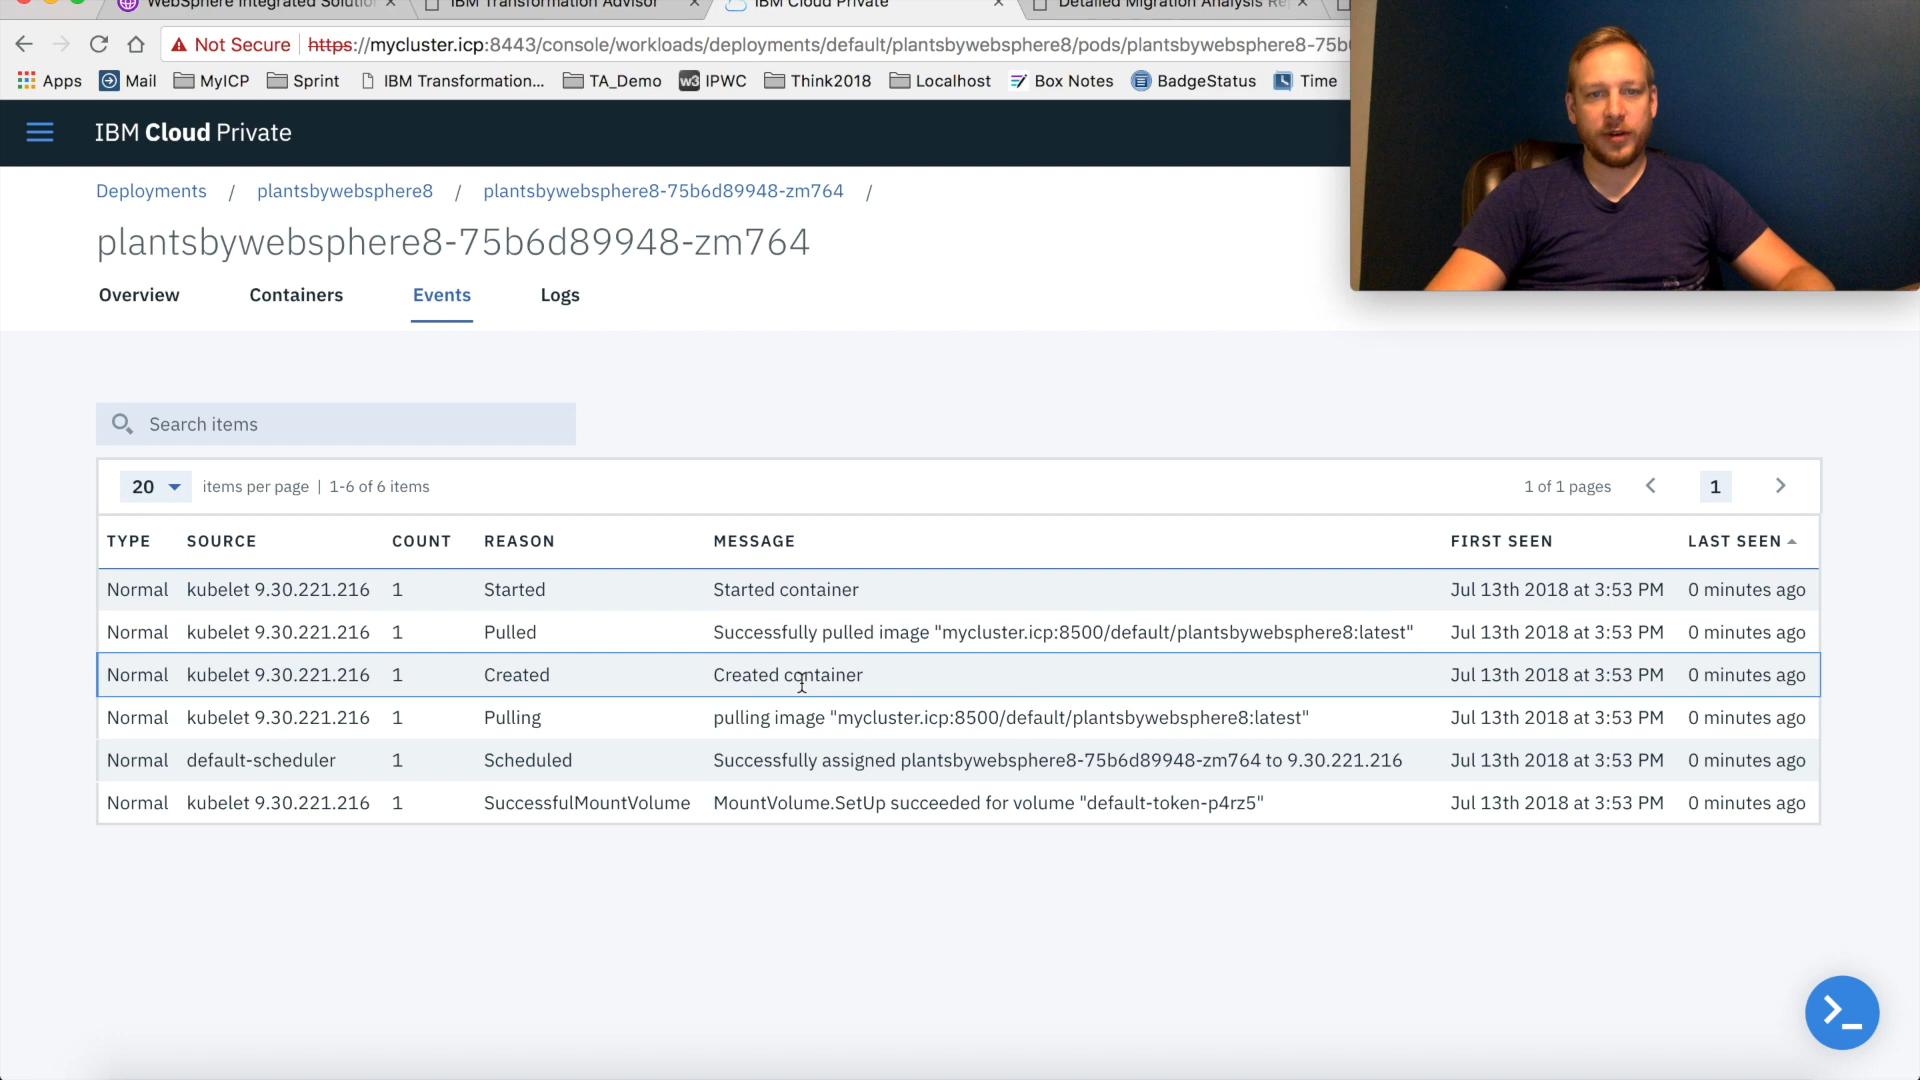 WebSphere Integrated Solutio
IBM Transformation Advisor
IBM Cloud Private
Detailed Migration Analysis Re
Not Secure https://mycluster.icp:8443/console/workloads/deployments/default/plantsbywebsphere8/pods/plantsbywebsphere8-75b
Apps Mail MyICP Sprint IBM Transformation... TA_Demo w3 IPWC Think2018 Localhost Box Notes BadgeStatus Time
IBM Cloud Private
Deployments / plantsbywebsphere8 / plantsbywebsphere8-75b6d89948-zm764 /
plantsbywebsphere8-75b6d89948-zm764
Overview Containers Events Logs
Search items
20 items per page | 1-6 of 6 items 1 of 1 pages 1
TYPE SOURCE COUNT REASON MESSAGE FIRST SEEN LAST SEEN
Normal kubelet 9.30.221.216 1 Started Started container Jul 13th 2018 at 3:53 PM 0 minutes ago
Normal kubelet 9.30.221.216 1 Pulled Successfully pulled image "mycluster.icp:8500/default/plantsbywebsphere8:latest" Jul 13th 2018 at 3:53 PM 0 minutes ago
Normal kubelet 9.30.221.216 1 Created Created container Jul 13th 2018 at 3:53 PM 0 minutes ago
Normal kubelet 9.30.221.216 1 Pulling pulling image "mycluster.icp:8500/default/plantsbywebsphere8:latest" Jul 13th 2018 at 3:53 PM 0 minutes ago
Normal default-scheduler 1 Scheduled Successfully assigned plantsbywebsphere8-75b6d89948-zm764 to 9.30.221.216 Jul 13th 2018 at 3:53 PM 0 minutes ago
Normal kubelet 9.30.221.216 1 SuccessfulMountVolume MountVolume.SetUp succeeded for volume "default-token-p4rz5" Jul 13th 2018 at 3:53 PM 0 minutes ago